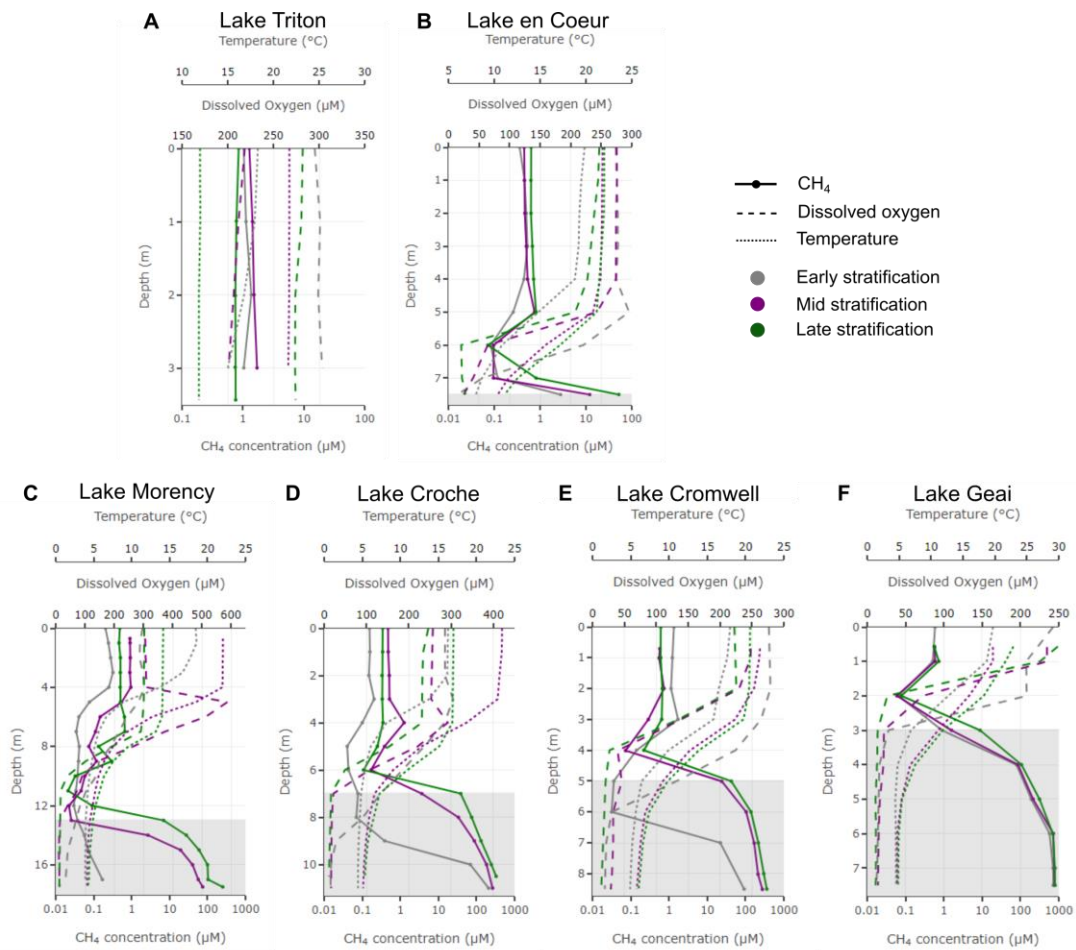 A Lake Triton
Temperature (°C)
10 15 20 25 30
Dissolved Oxygen (µM)
150 200 250 300 350
0
1
2
3
Depth (m)
0.1 1 10 100
CH₄ concentration (µM)
B Lake en Coeur
Temperature (°C)
5 10 15 20 25
Dissolved Oxygen (µM)
0 50 100 150 200 250 300
0
1
2
3
4
5
6
7
Depth (m)
0.01 0.1 1 10 100
CH₄ concentration (µM)
CH₄
Dissolved oxygen
Temperature
Early stratification
Mid stratification
Late stratification
C Lake Morency
Temperature (°C)
0 5 10 15 20 25
Dissolved Oxygen (µM)
0 100 200 300 400 500 600
0
4
8
12
16
Depth (m)
0.01 0.1 1 10 100 1000
CH₄ concentration (µM)
D Lake Croche
Temperature (°C)
0 5 10 15 20 25
Dissolved Oxygen (µM)
0 100 200 300 400
0
2
4
6
8
10
Depth (m)
0.01 0.1 1 10 100 1000
CH₄ concentration (µM)
E Lake Cromwell
Temperature (°C)
0 5 10 15 20 25
Dissolved Oxygen (µM)
0 50 100 150 200 250 300
0
1
2
3
4
5
6
7
8
Depth (m)
0.01 0.1 1 10 100 1000
CH₄ concentration (µM)
F Lake Geai
Temperature (°C)
0 5 10 15 20 25 30
Dissolved Oxygen (µM)
0 50 100 150 200 250
0
1
2
3
4
5
6
7
Depth (m)
0.01 0.1 1 10 100 1000
CH₄ concentration (µM)